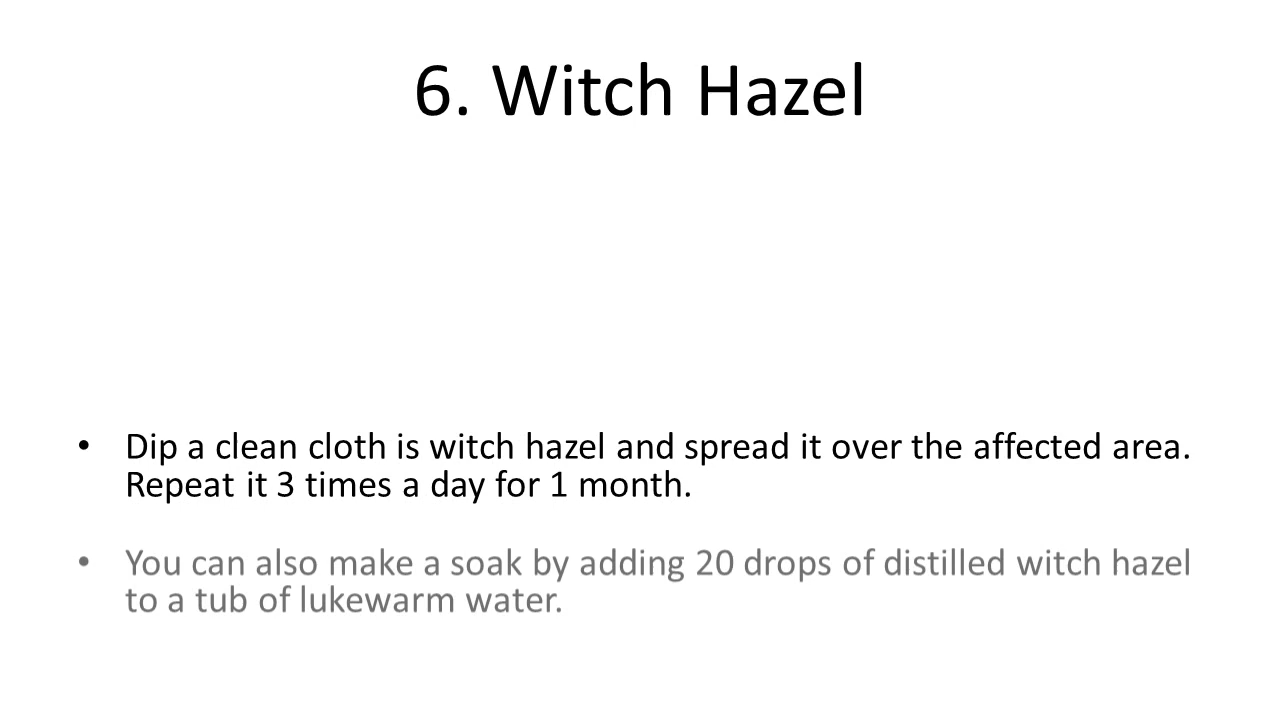 6. Witch Hazel
• Dip a clean cloth is witch hazel and spread it over the affected area.
Repeat it 3 times a day for 1 month.
• You can also make a soak by adding 20 drops of distilled witch hazel
to a tub of lukewarm water.